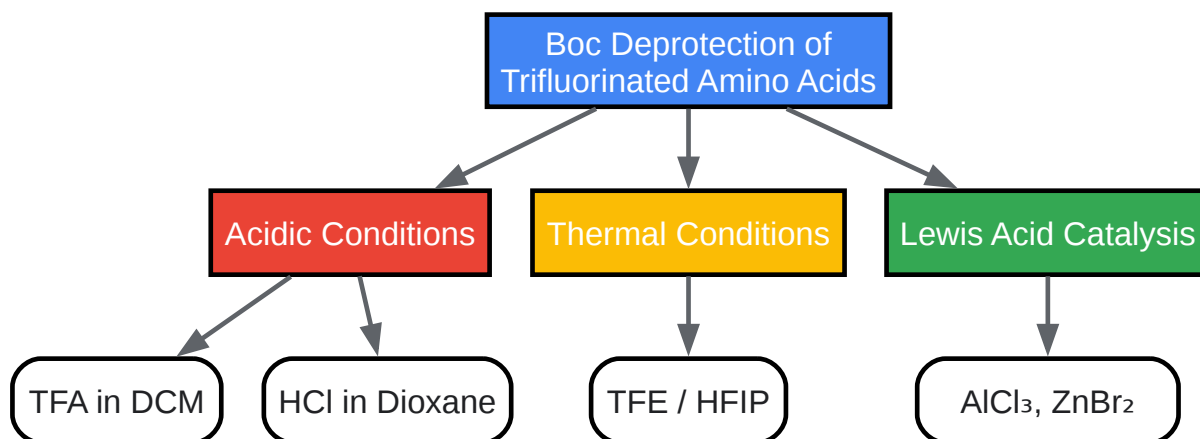 Boc Deprotection of
Trifluorinated Amino Acids
Acidic Conditions
Thermal Conditions
Lewis Acid Catalysis
TFA in DCM
HCl in Dioxane
TFE / HFIP
AlCl₃, ZnBr₂